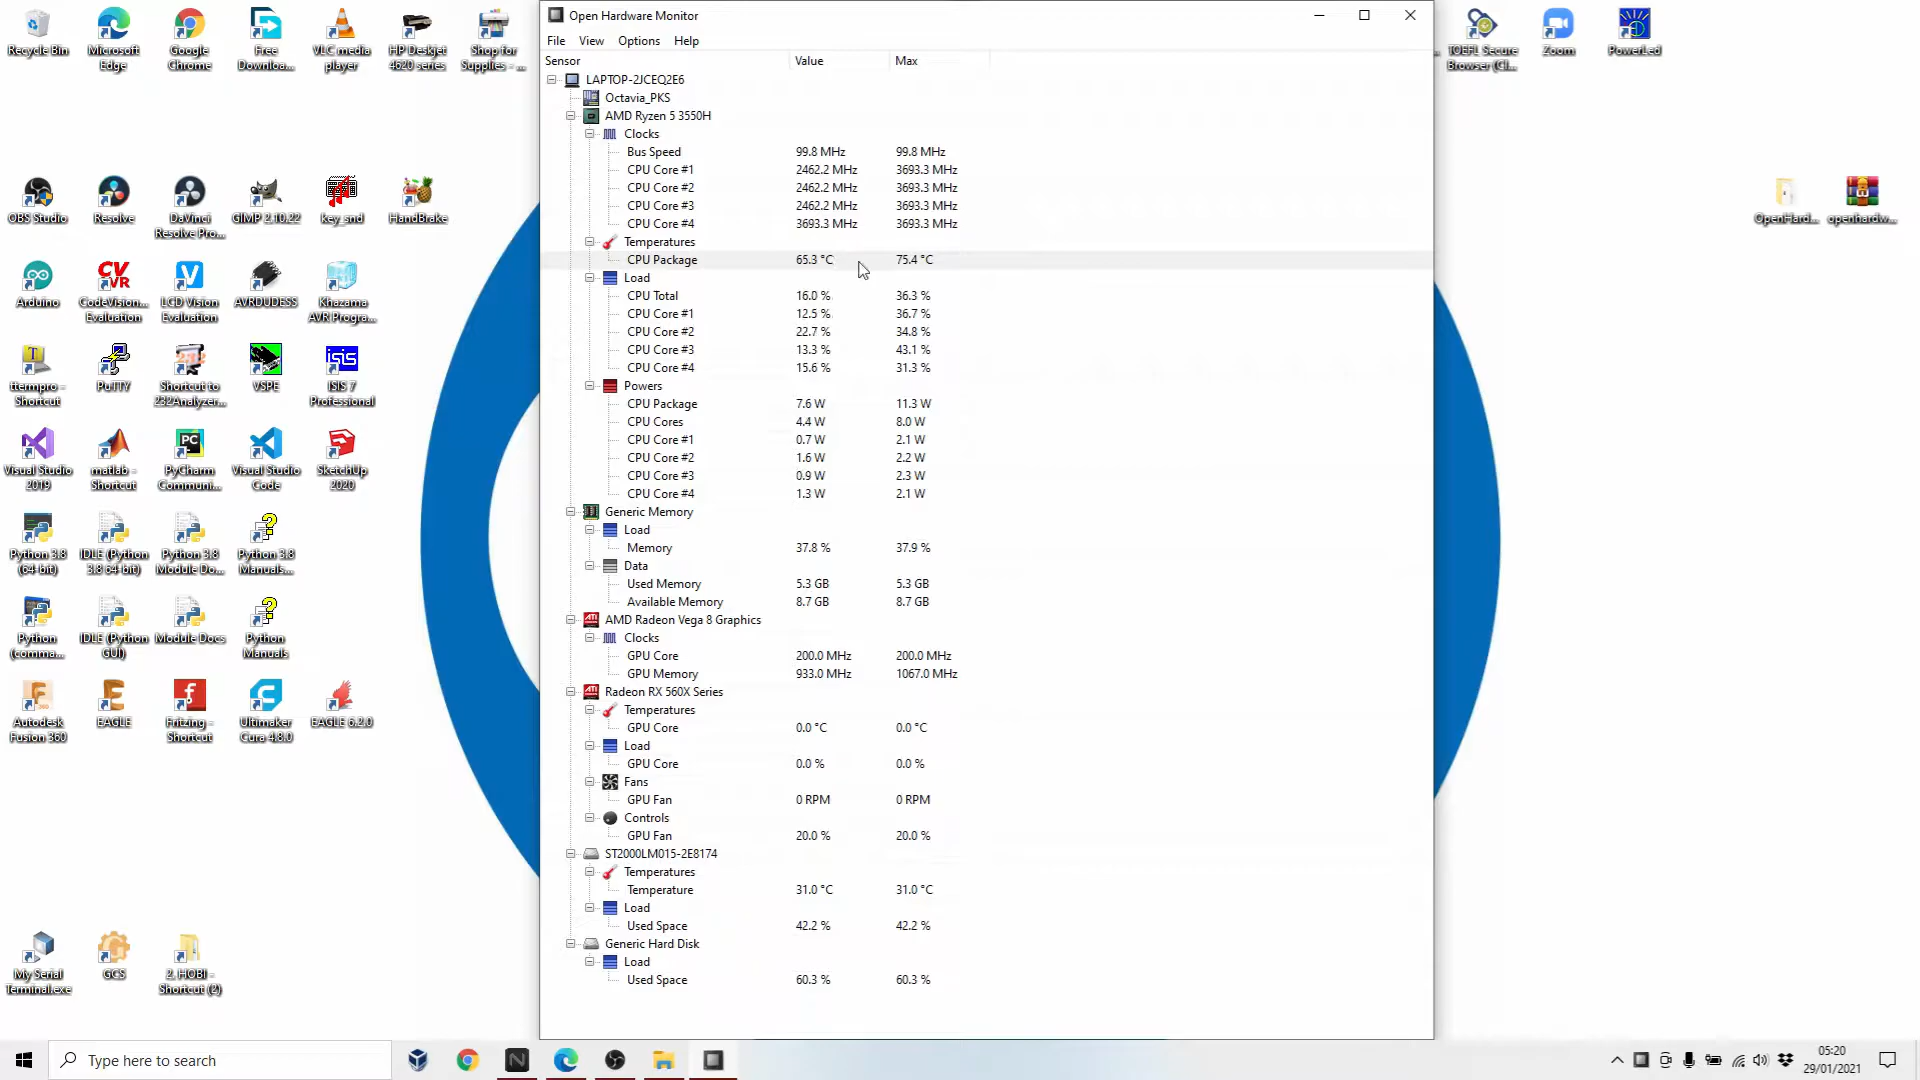 Open Hardware Monitor
File View Options Help
Sensor Value Max
LAPTOP-2JCEQ2E6
Octavia_PKS
AMD Ryzen 5 3550H
Clocks
Bus Speed 99.8 MHz 99.8 MHz
CPU Core #1 2462.2 MHz 3693.3 MHz
CPU Core #2 2462.2 MHz 3693.3 MHz
CPU Core #3 2462.2 MHz 3693.3 MHz
CPU Core #4 3693.3 MHz 3693.3 MHz
Temperatures
CPU Package 65.3 °C 75.4 °C
Load
CPU Total 16.0 % 36.3 %
CPU Core #1 12.5 % 36.7 %
CPU Core #2 22.7 % 34.8 %
CPU Core #3 13.3 % 43.1 %
CPU Core #4 15.6 % 31.3 %
Powers
CPU Package 7.6 W 11.3 W
CPU Cores 4.4 W 8.0 W
CPU Core #1 0.7 W 2.1 W
CPU Core #2 1.6 W 2.2 W
CPU Core #3 0.9 W 2.3 W
CPU Core #4 1.3 W 2.1 W
Generic Memory
Load
Memory 37.8 % 37.9 %
Data
Used Memory 5.3 GB 5.3 GB
Available Memory 8.7 GB 8.7 GB
AMD Radeon Vega 8 Graphics
Clocks
GPU Core 200.0 MHz 200.0 MHz
GPU Memory 933.0 MHz 1067.0 MHz
Radeon RX 560X Series
Temperatures
GPU Core 0.0 °C 0.0 °C
Load
GPU Core 0.0 % 0.0 %
Fans
GPU Fan 0 RPM 0 RPM
Controls
GPU Fan 20.0 % 20.0 %
ST2000LM015-2E8174
Temperatures
Temperature 31.0 °C 31.0 °C
Load
Used Space 42.2 % 42.2 %
Generic Hard Disk
Load
Used Space 60.3 % 60.3 %
Recycle Bin
Microsoft
Edge
Google
Chrome
Free
Downloa...
VLC media
player
HP Deskjet
4620 series
Shop for
Supplies - ...
OBS Studio
Resolve
DaVinci
Resolve Pro...
GIMP 2.10.22
key_snd
HandBrake
Arduino
CodeVision...
Evaluation
LCD Vision
Evaluation
AVRDUDESS
Khazama
AVR Progra...
ttermpro -
Shortcut
PuTTY
Shortcut to
232Analyzer...
VSPE
ISIS 7
Professional
Visual Studio
2019
matlab -
Shortcut
PyCharm
Communi...
Visual Studio
Code
SketchUp
2020
Python 3.8
(64-bit)
IDLE (Python
3.8 64-bit)
Python 3.8
Module Do...
Python 3.8
Manuals...
Python
(comma...
IDLE (Python
GUI)
Module Docs
Python
Manuals
Autodesk
Fusion 360
EAGLE
Fritzing -
Shortcut
Ultimaker
Cura 4.8.0
EAGLE 6.2.0
My Serial
Terminal.exe
GCS
2. HOBI -
Shortcut (2)
TOEFL Secure
Browser (Cl...
Zoom
PowerLed
OpenHard...
openhardw...
Type here to search
05:20
29/01/2021